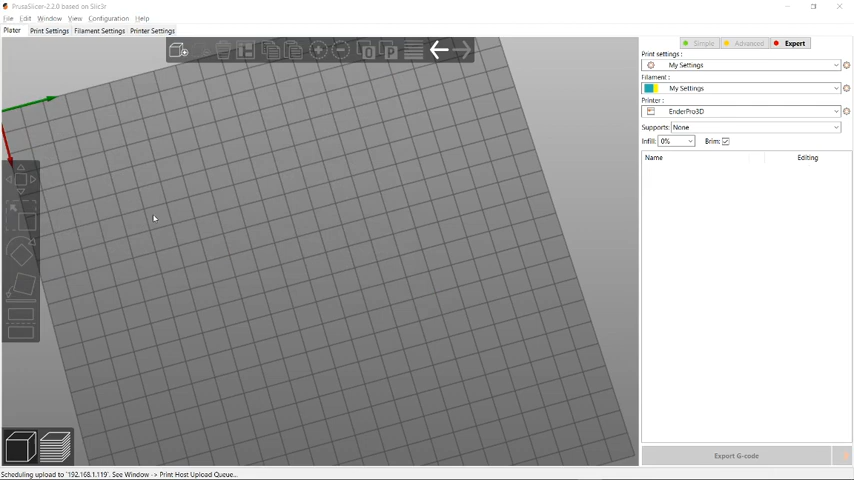 PrusaSlicer-2.2.0 based on Slic3r
File Edit Window View Configuration Help
Plater Print Settings Filament Settings Printer Settings
Simple Advanced Expert
Print settings :
My Settings
Filament :
My Settings
Printer :
EnderPro3D
Supports: None
Infill: 0% Brim:
Name Editing
Export G-code
Scheduling upload to `192.168.1.119`. See Window -> Print Host Upload Queue...